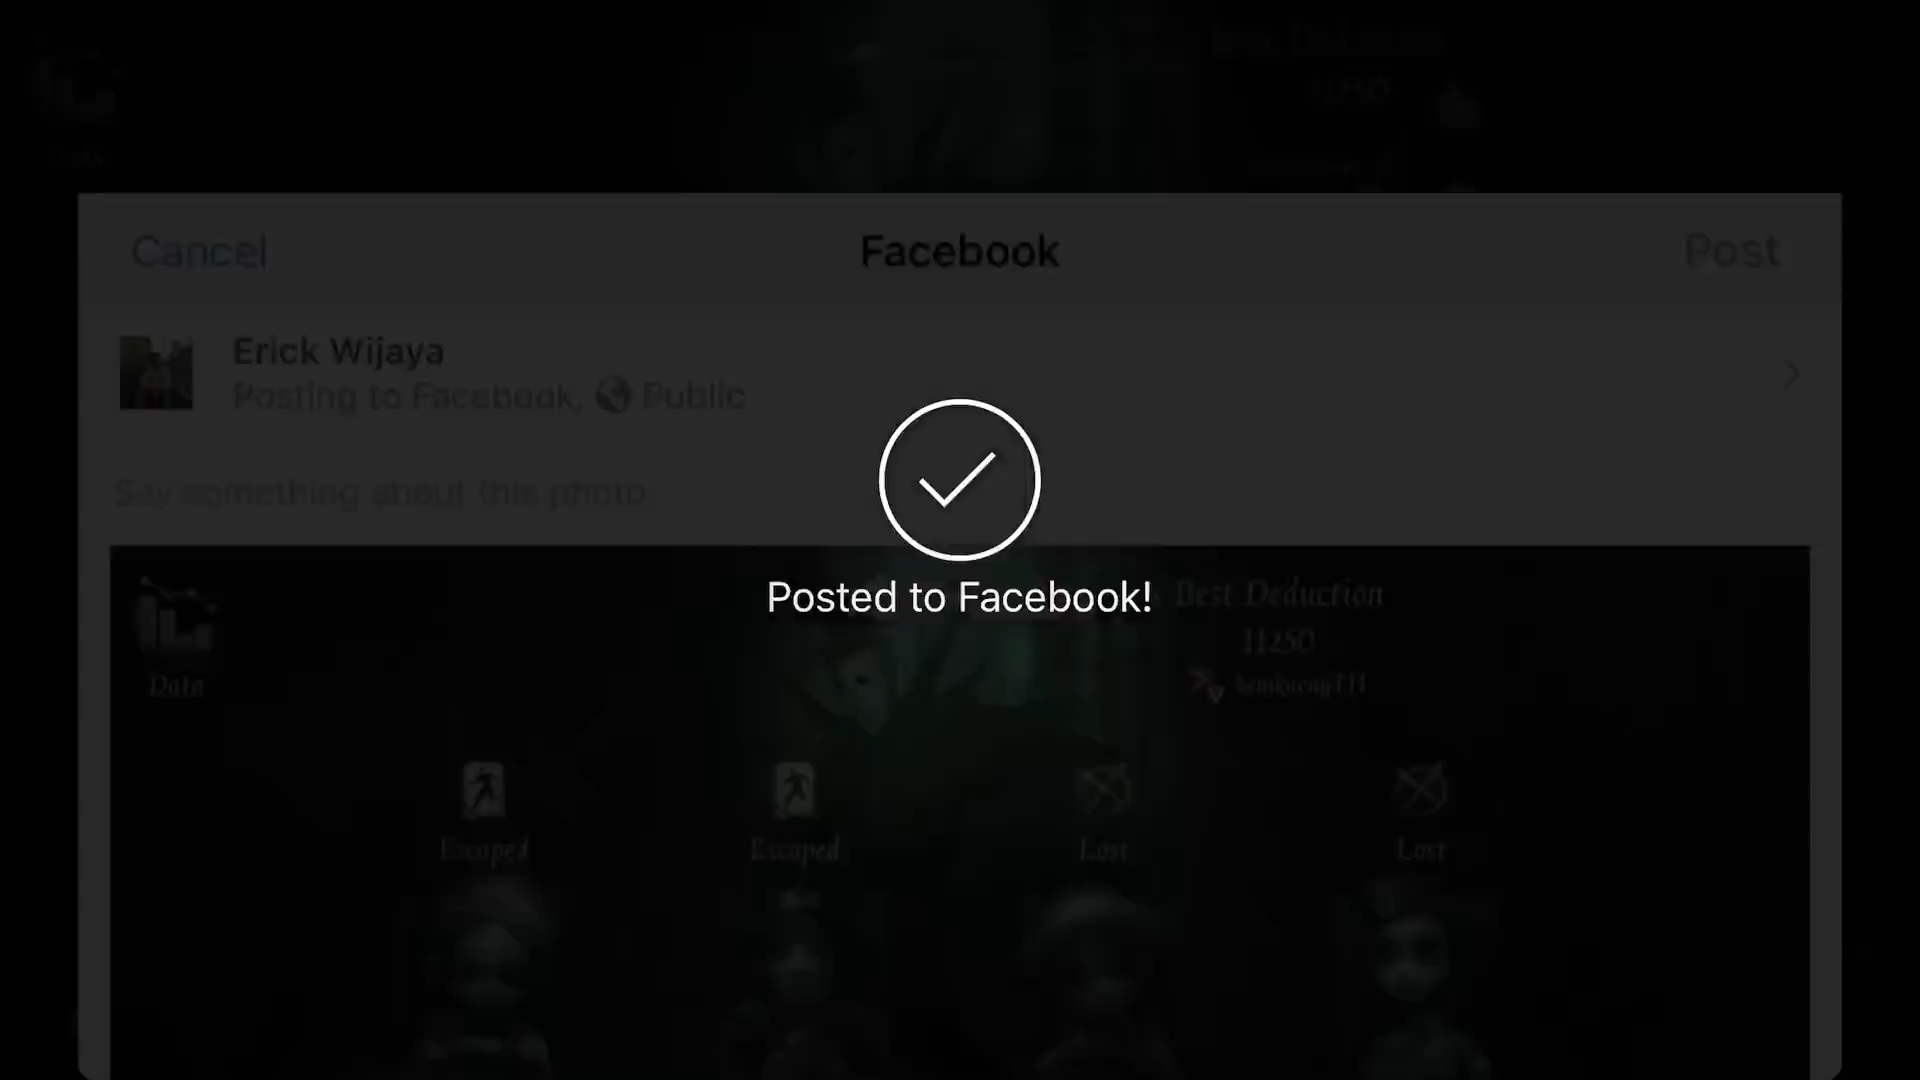 Cancel
Facebook
Post
Erick Wijaya
Posting to Facebook, Public
Say something about this photo
Posted to Facebook!
Best Deduction
11250
Data
Escaped
Escaped
Lost
Lost